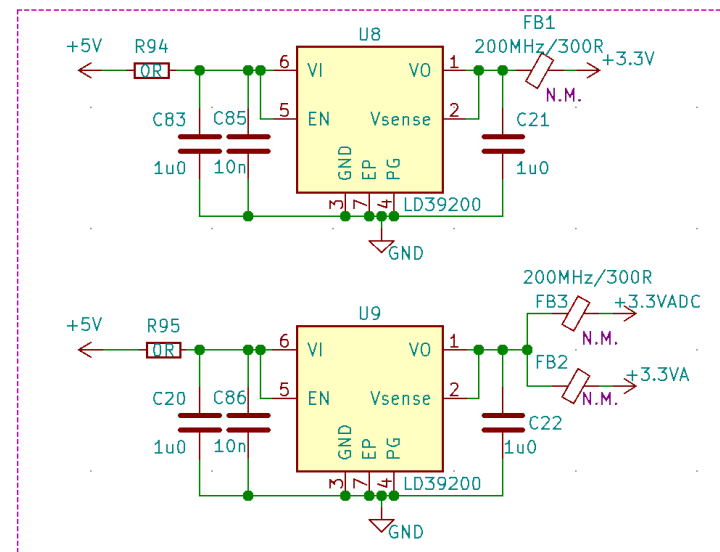 FB1
U8
+5V
R94
200MHz/300R
0R
6
VI
VO
1
+3.3V
N.M.
C83
C85
5
EN
Vsense
2
C21
1u0
10n
GND
EP
PG
1u0
3
7
4
LD39200
GND
200MHz/300R
U9
FB3
+3.3VADC
+5V
R95
N.M.
0R
6
VI
VO
1
FB2
+3.3VA
C20
C86
5
EN
Vsense
2
N.M.
C22
1u0
10n
GND
EP
PG
1u0
3
7
4
LD39200
GND